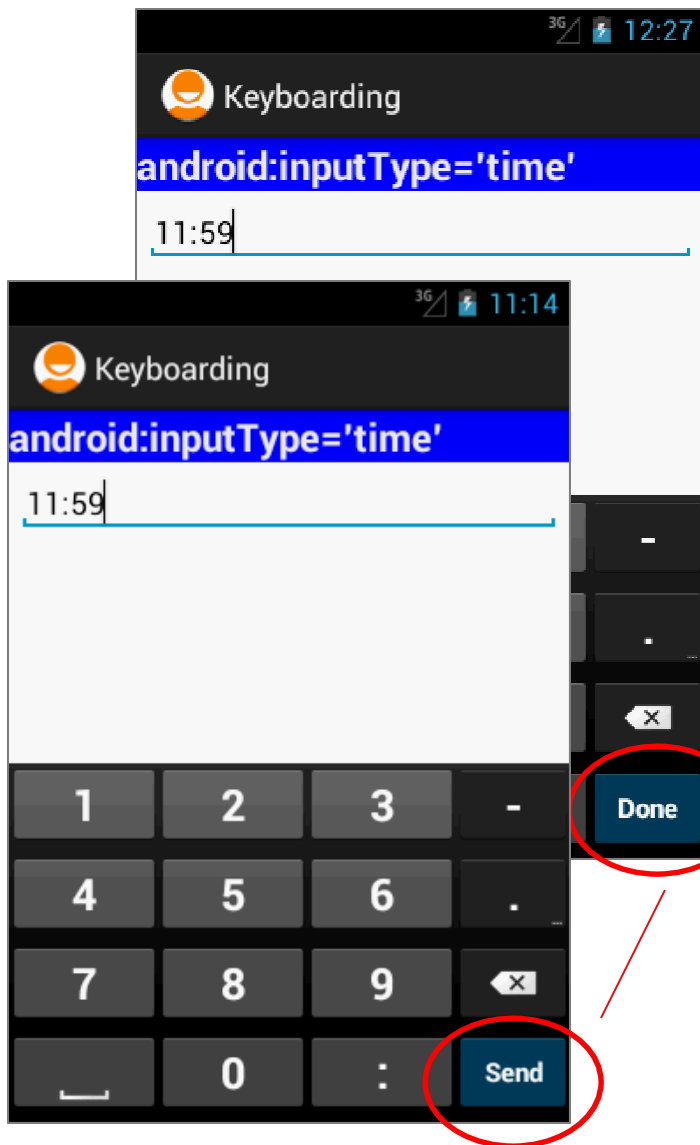 3G 12:27
Keyboarding
android:inputType='time'
11:59
3G 11:14
Keyboarding
android:inputType='time'
11:59
-
.
...
Done
1 2 3 -
4 5 6 . ...
7 8 9
0 : Send